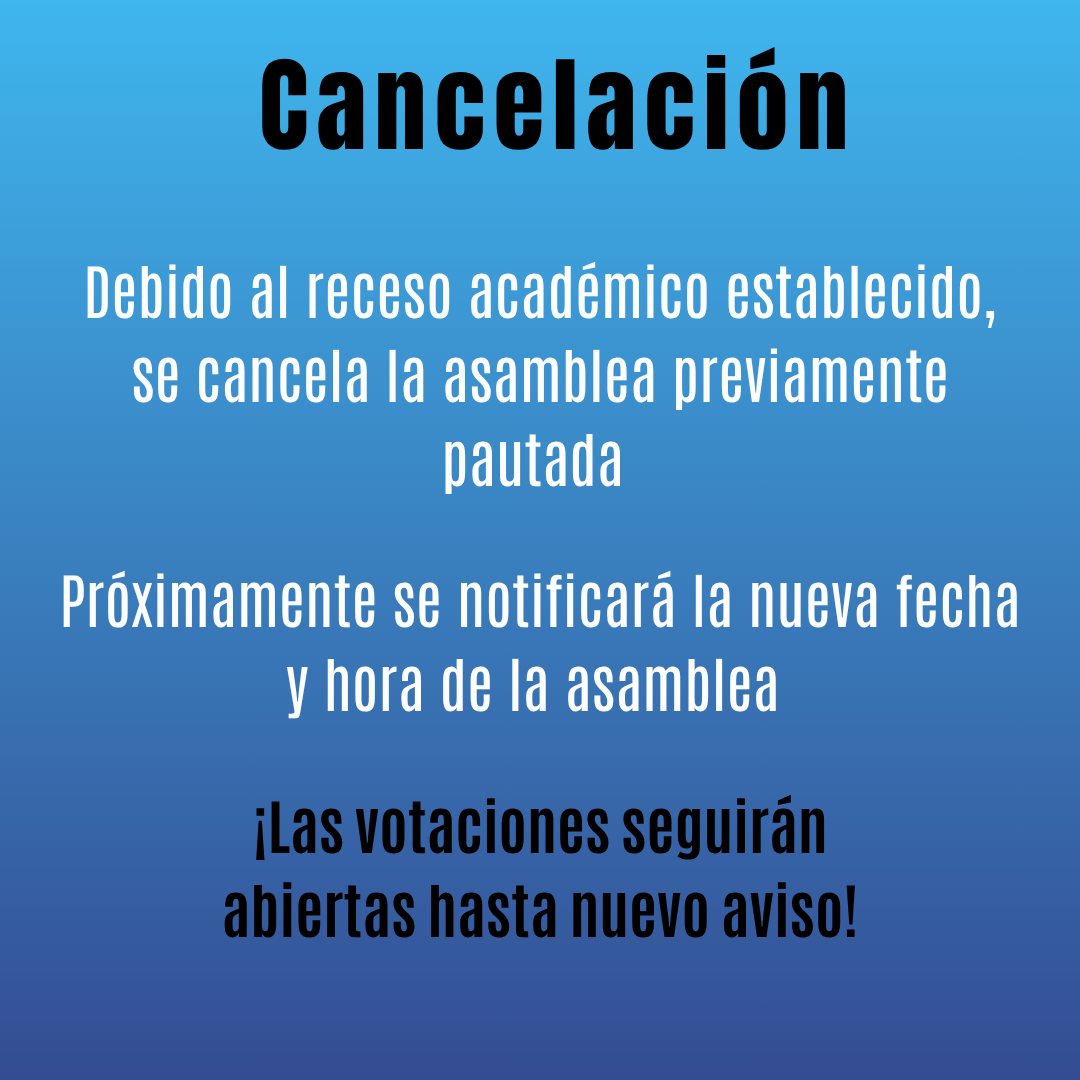 Cancelación
Debido al receso académico establecido,
se cancela la asamblea previamente
pautada
Próximamente se notificará la nueva fecha
y hora de la asamblea
¡Las votaciones seguirán
abiertas hasta nuevo aviso!